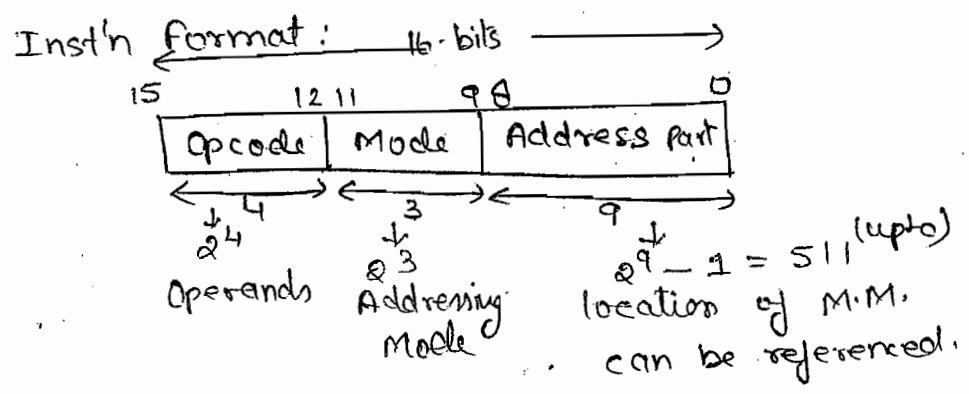 Inst'n format : 16-bits
15 12 11 9 8 0
Opcode Mode Address part
4 3 9
2^4 2^3 2^9 - 1 = 511 (upto)
Operands Addressing location of M.M.
Mode can be referenced.